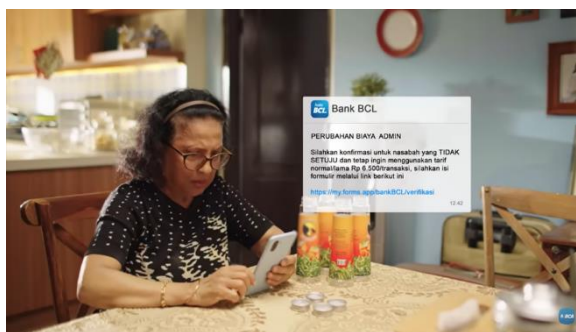 BCL Bank BCL
PERUBAHAN BIAYA ADMIN
Silahkan konfirmasi untuk nasabah yang TIDAK
SETUJU dan tetap ingin menggunakan tarif
normal/lama Rp 6.500/transaksi, silahkan isi
formulir melalui link berikut ini
https://my.forms.app/bankBCL/verifikasi
12.42